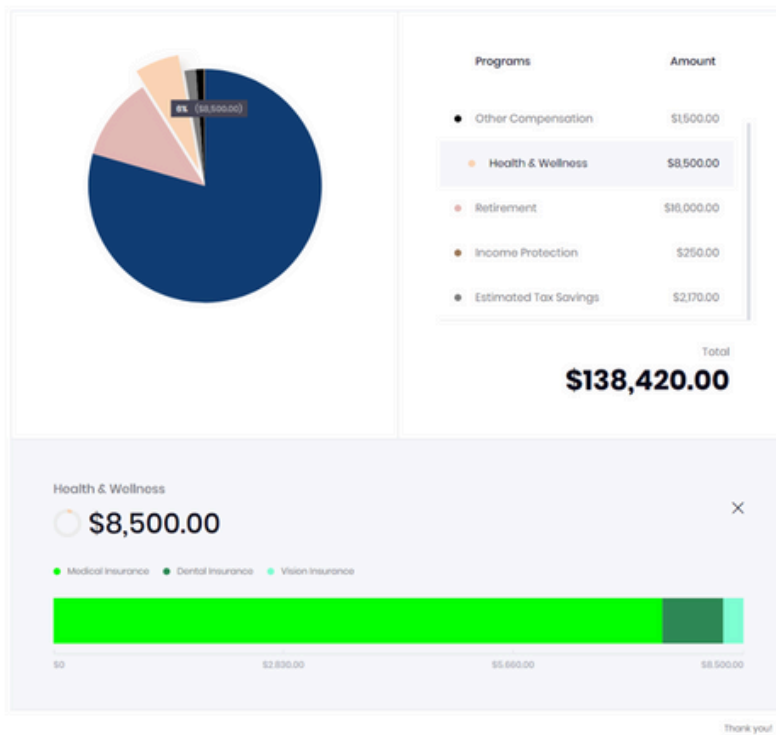 6% ($8,500.00)
Programs Amount
Other Compensation $1,500.00
Health & Wellness $8,500.00
Retirement $16,000.00
Income Protection $250.00
Estimated Tax Savings $2,170.00
Total
$138,420.00
Health & Wellness
$8,500.00
Medical Insurance Dental Insurance Vision Insurance
$0 $2,830.00 $5,660.00 $8,500.00
Thank you!